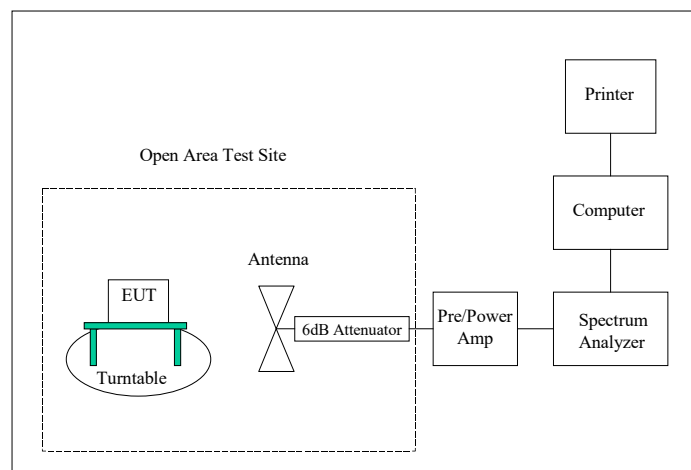 Printer
Open Area Test Site
Computer
Antenna
EUT
6dB Attenuator
Pre/Power
Amp
Spectrum
Analyzer
Turntable